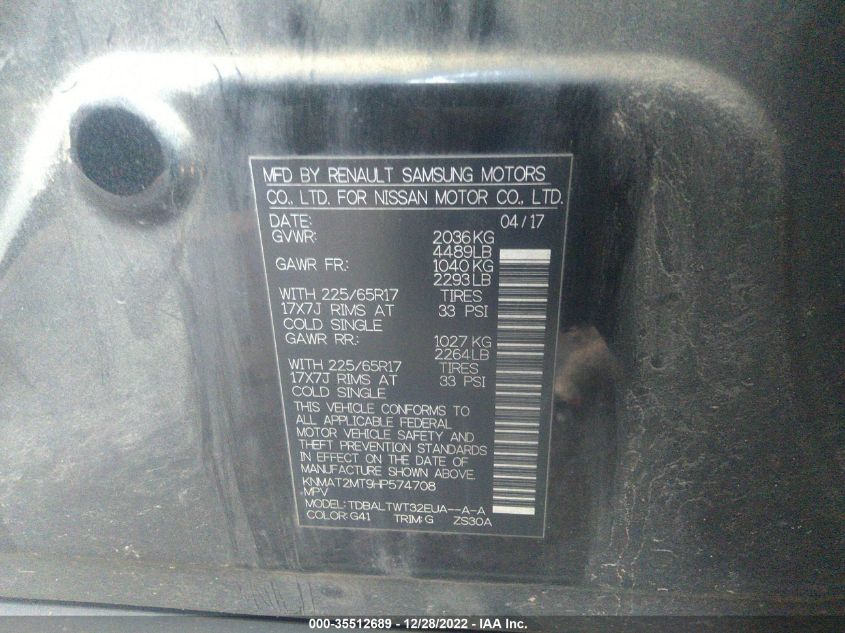 MFD BY RENAULT SAMSUNG MOTORS
CO., LTD. FOR NISSAN MOTOR CO., LTD.
DATE: 04/17
GVWR: 2036KG
4489LB
GAWR FR.: 1040 KG
2293LB
WITH 225/65R17 TIRES
17X7J RIMS AT 33 PSI
COLD SINGLE
GAWR RR.: 1027 KG
2264LB
WITH 225/65R17 TIRES
17X7J RIMS AT 33 PSI
COLD SINGLE
THIS VEHICLE CONFORMS TO
ALL APPLICABLE FEDERAL
MOTOR VEHICLE SAFETY AND
THEFT PREVENTION STANDARDS
IN EFFECT ON THE DATE OF
MANUFACTURE SHOWN ABOVE.
KNMAT2MT9HP574708
MPV
MODEL: TDBALTWT32EUA--A-A
COLOR: G41 TRIM: G ZS30A
000-35512689 - 12/28/2022 - IAA Inc.